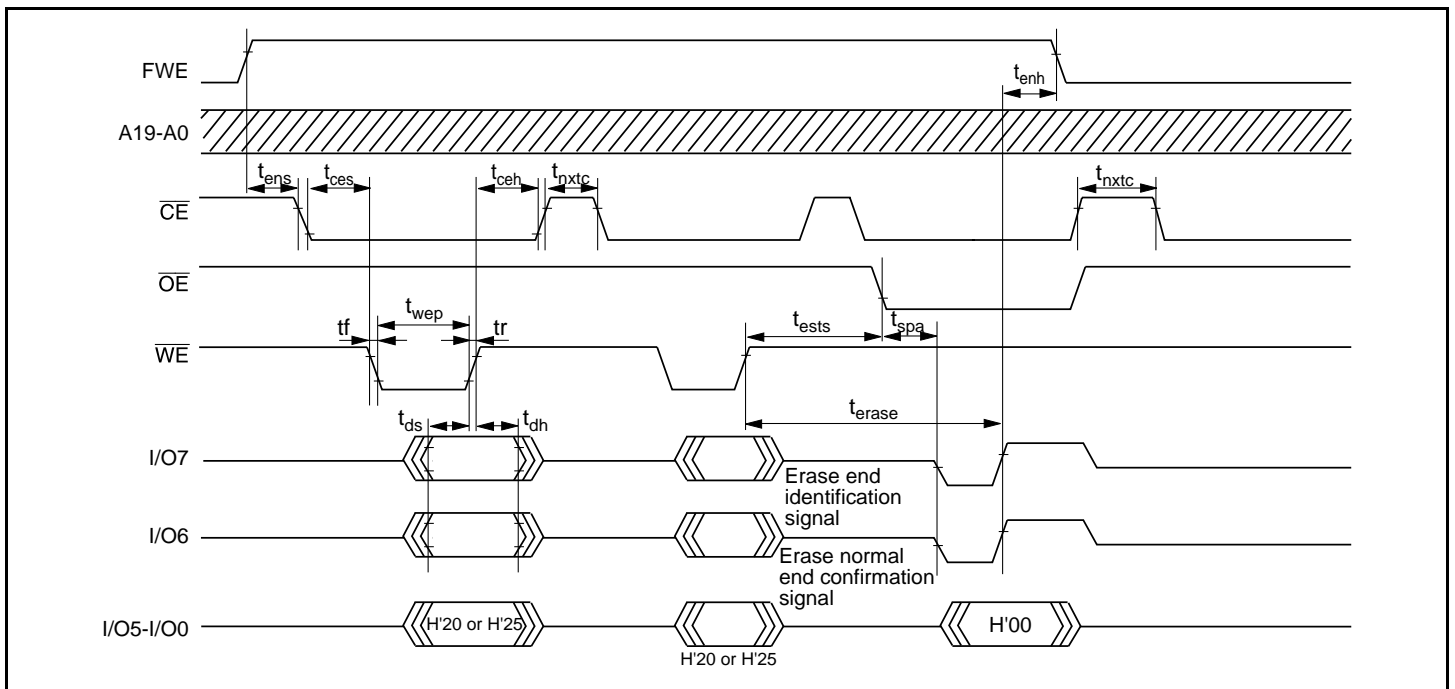 FWE
t_enh
A19-A0
t_ens
t_ces
t_ceh
t_nxtc
t_nxtc
CE
OE
t_wep
tf
tr
t_ests
t_spa
WE
t_erase
t_ds
t_dh
I/O7
Erase end
identification
signal
I/O6
Erase normal
end confirmation
signal
I/O5-I/O0
H'20 or H'25
H'00
H'20 or H'25